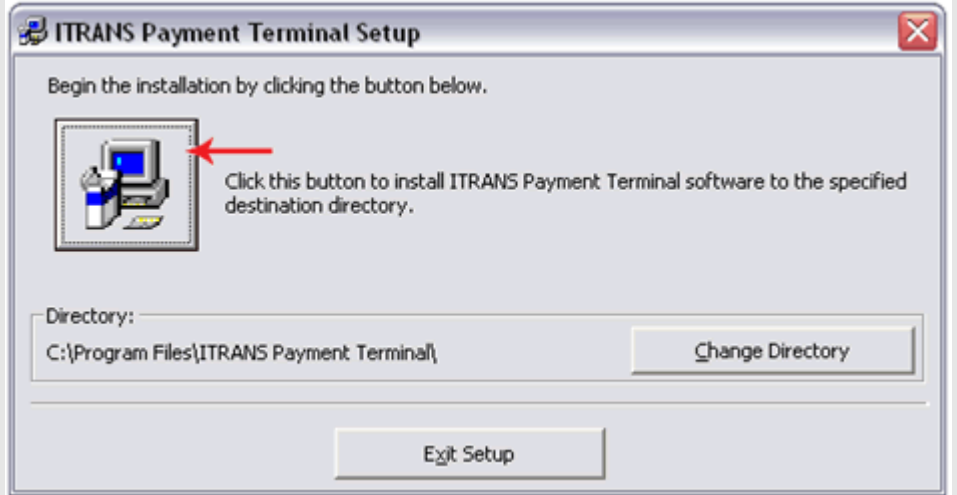 ITRANS Payment Terminal Setup
Begin the installation by clicking the button below.
Click this button to install ITRANS Payment Terminal software to the specified
destination directory.
Directory:
C:\Program Files\ITRANS Payment Terminal\
Change Directory
Exit Setup